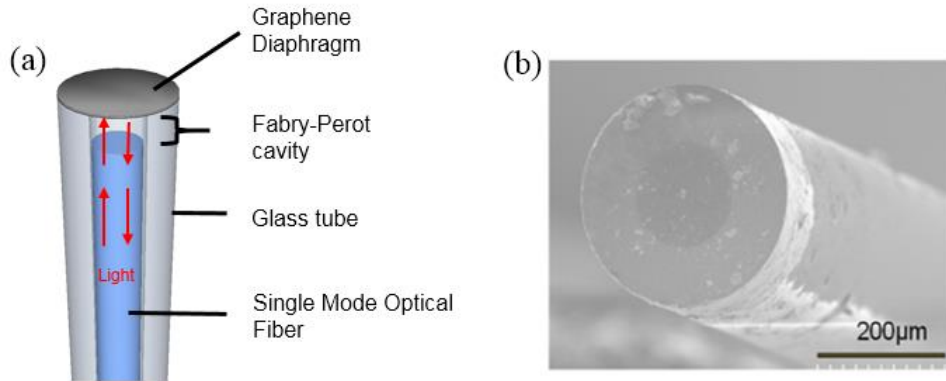 (a)
Graphene
Diaphragm
Fabry-Perot
cavity
Glass tube
Light
Single Mode Optical
Fiber
(b)
200μm